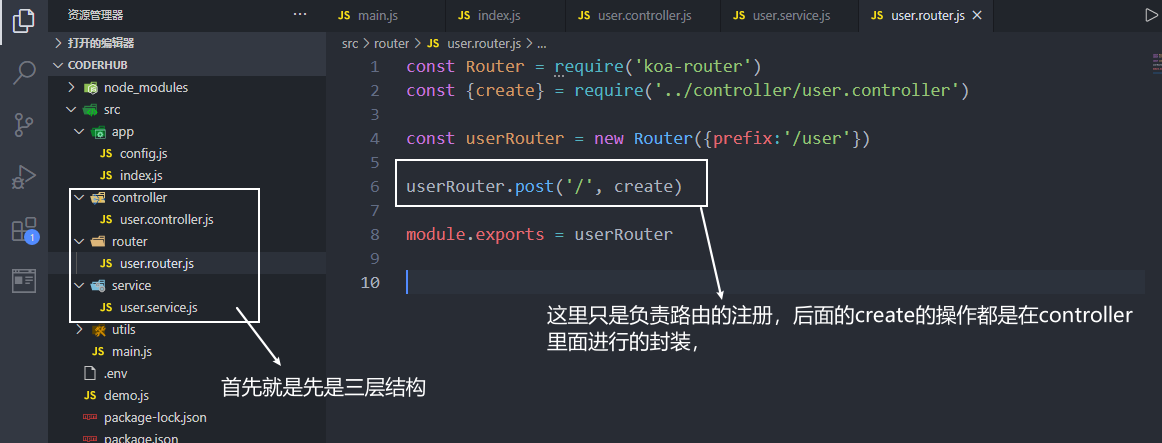 资源管理器 ...
打开的编辑器
CODERHUB
node_modules
src
app
JS config.js
JS index.js
controller
JS user.controller.js
router
JS user.router.js
service
JS user.service.js
utils
JS main.js
.env
JS demo.js
package-lock.json
package.json
1
JS main.js JS index.js JS user.controller.js JS user.service.js JS user.router.js ×
src > router > JS user.router.js > ...
1 const Router = require('koa-router')
2 const {create} = require('../controller/user.controller')
3
4 const userRouter = new Router({prefix:'/user'})
5
6 userRouter.post('/', create)
7
8 module.exports = userRouter
9
10
这里只是负责路由的注册，后面的create的操作都是在controller
里面进行的封装，
首先就是先是三层结构